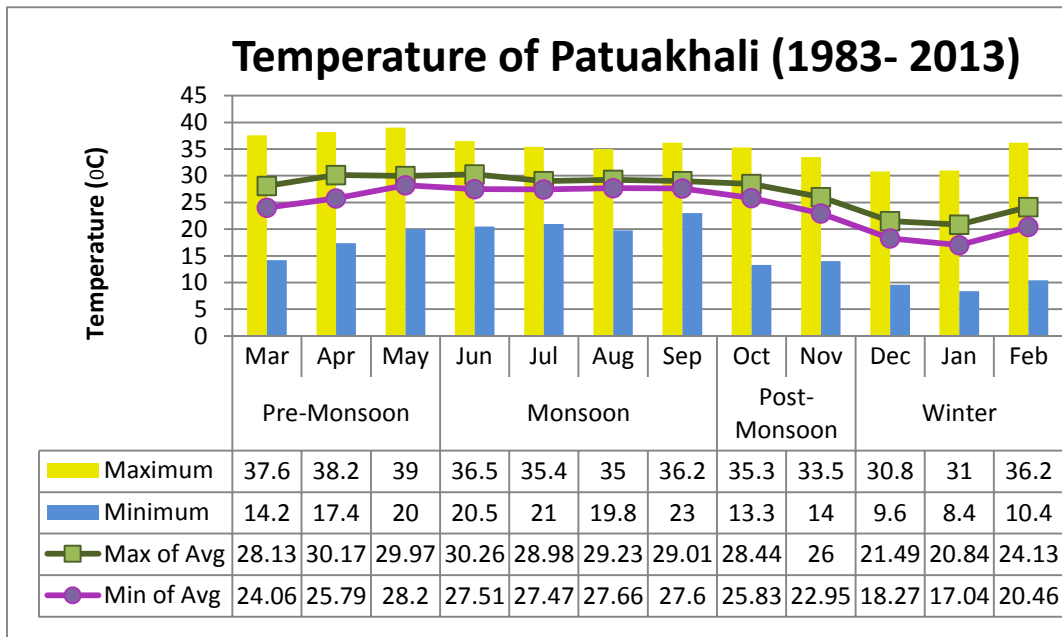 Temperature of Patuakhali (1983- 2013)
Temperature (0C)
45
40
35
30
25
20
15
10
5
0
Mar Apr May Jun Jul Aug Sep Oct Nov Dec Jan Feb
Pre-Monsoon Monsoon Post-
Monsoon Winter
Maximum 37.6 38.2 39 36.5 35.4 35 36.2 35.3 33.5 30.8 31 36.2
Minimum 14.2 17.4 20 20.5 21 19.8 23 13.3 14 9.6 8.4 10.4
Max of Avg 28.13 30.17 29.97 30.26 28.98 29.23 29.01 28.44 26 21.49 20.84 24.13
Min of Avg 24.06 25.79 28.2 27.51 27.47 27.66 27.6 25.83 22.95 18.27 17.04 20.46